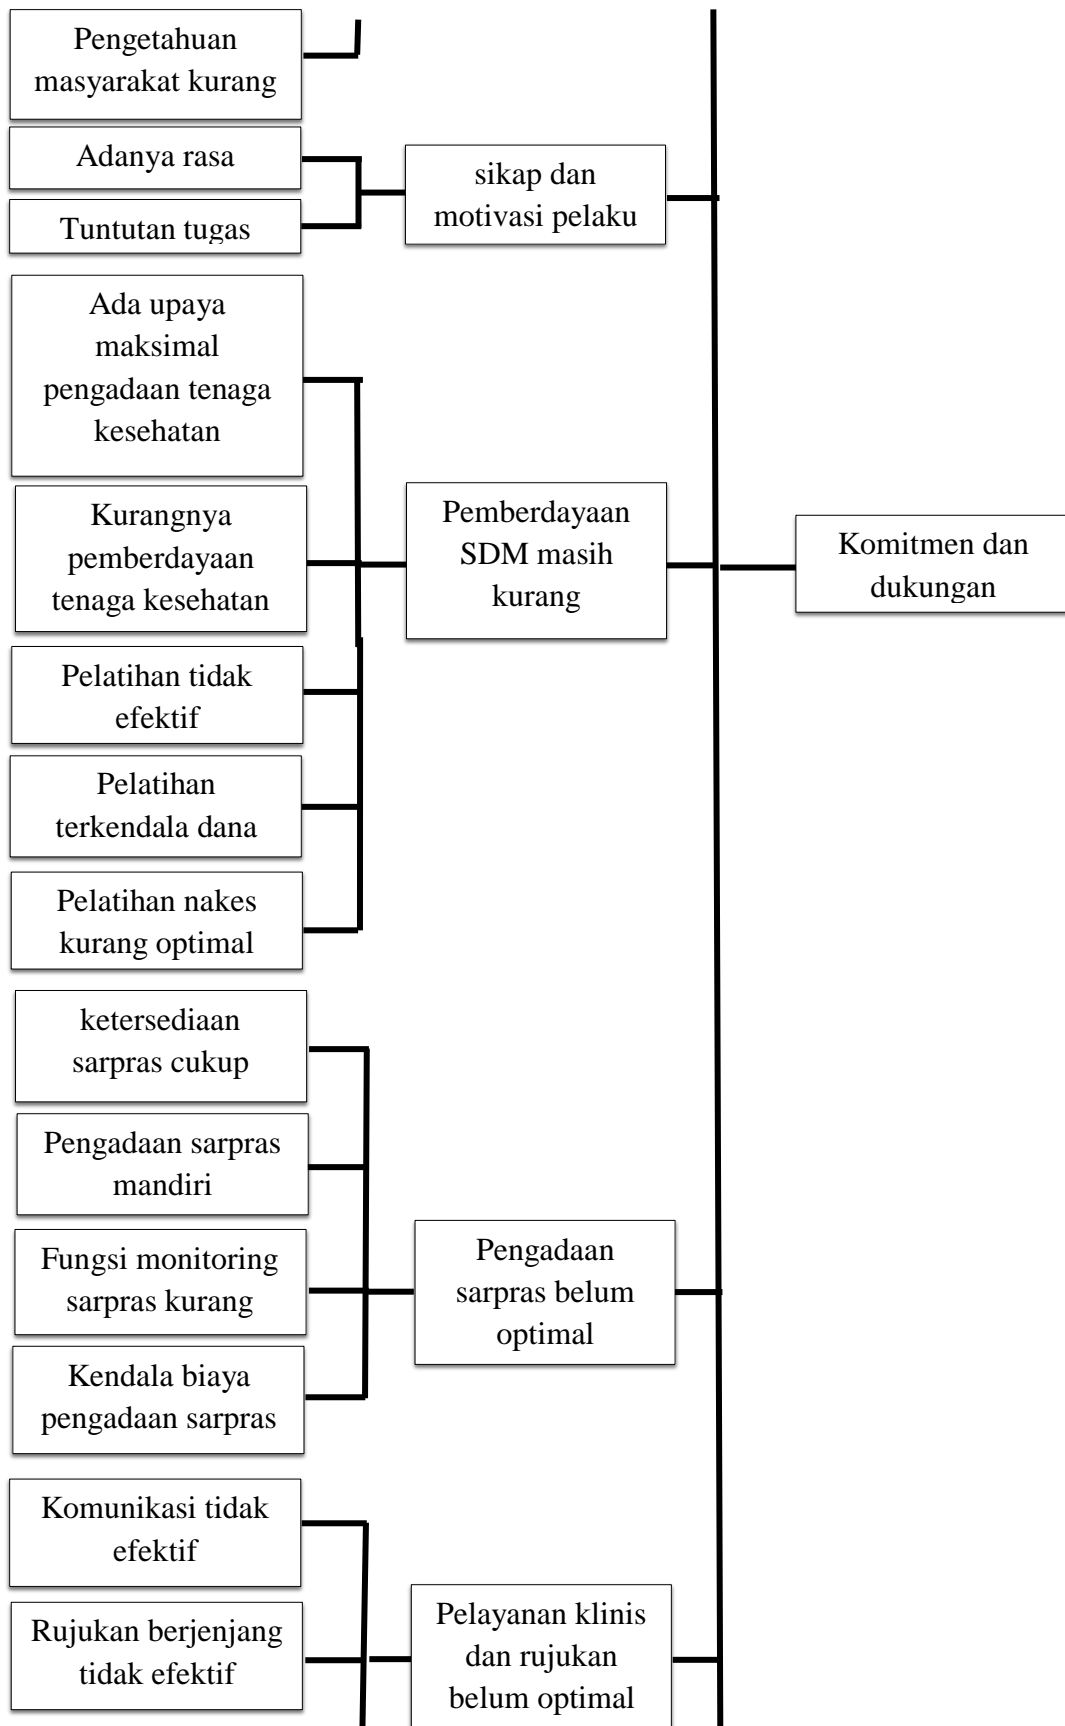 Pengetahuan
masyarakat kurang
Adanya rasa
Tuntutan tugas
sikap dan
motivasi pelaku
Ada upaya
maksimal
pengadaan tenaga
kesehatan
Kurangnya
pemberdayaan
tenaga kesehatan
Pelatihan tidak
efektif
Pelatihan
terkendala dana
Pelatihan nakes
kurang optimal
Pemberdayaan
SDM masih
kurang
Komitmen dan
dukungan
ketersediaan
sarpras cukup
Pengadaan sarpras
mandiri
Fungsi monitoring
sarpras kurang
Kendala biaya
pengadaan sarpras
Pengadaan
sarpras belum
optimal
Komunikasi tidak
efektif
Rujukan berjenjang
tidak efektif
Pelayanan klinis
dan rujukan
belum optimal